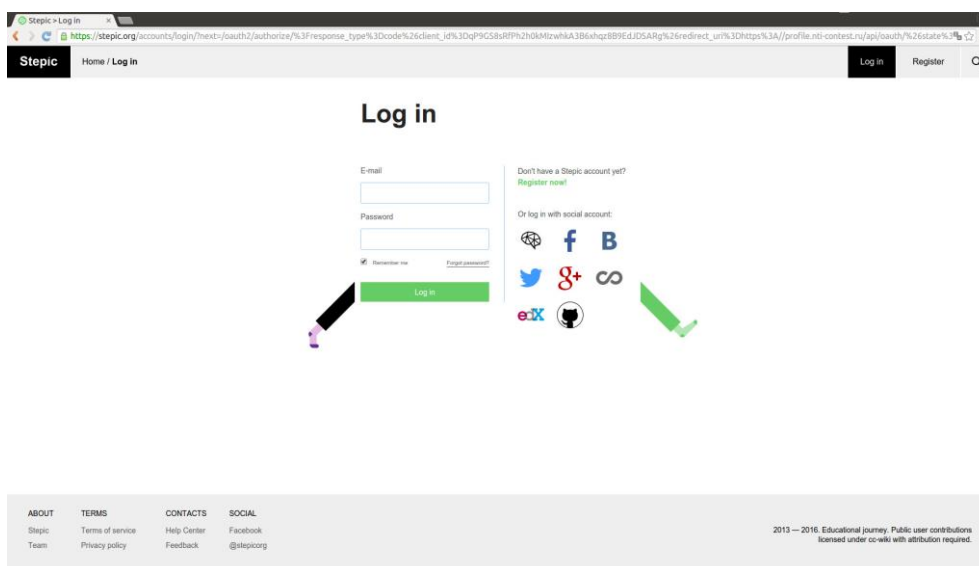 Stepic > Log in
https://stepic.org/accounts/login/?next=/oauth2/authorize/%3Fresponse_type%3Dcode%26client_id%3DqP9GS8sRfPh2h0kMIzwhkA3B6xhqz8B9EdJDSARg%26redirect_uri%3Dhttps%3A//profile.nti-contest.ru/api/oauth/%26state%3
Stepic
Home / Log in
Log in
Register
Log in
E-mail
Password
Remember me
Forgot password?
Log in
Don't have a Stepic account yet?
Register now!
Or log in with social account:
f
B
g+
edX
ABOUT
Stepic
Team
TERMS
Terms of service
Privacy policy
CONTACTS
Help Center
Feedback
SOCIAL
Facebook
@stepicorg
2013 — 2016. Educational journey. Public user contributions
licensed under cc-wiki with attribution required.